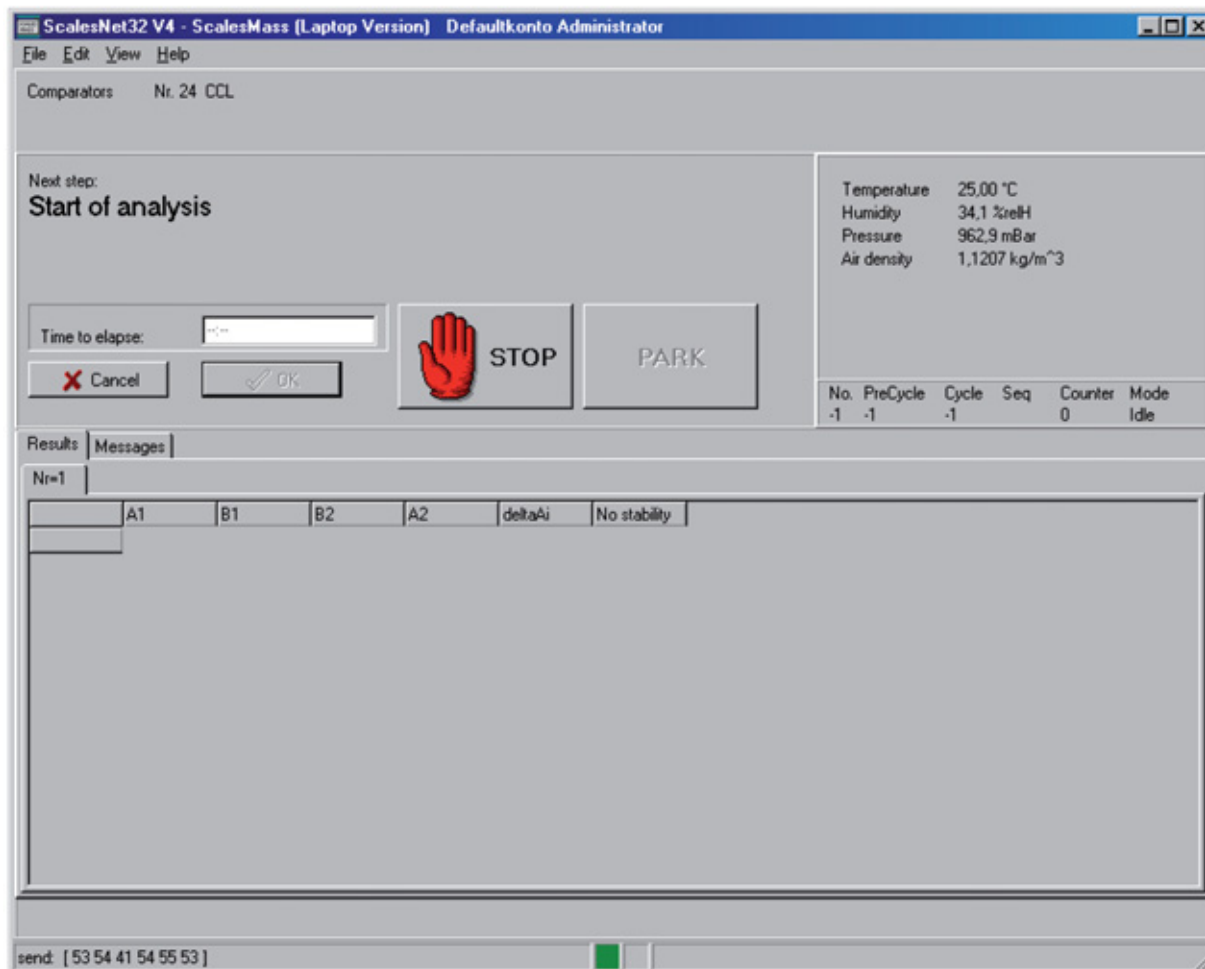 ScalesNet32 V4 - ScalesMass (Laptop Version) Defaultkonto Administrator
File Edit View Help
Comparators Nr. 24 CCL
Next step:
Start of analysis
Temperature 25,00 °C
Humidity 34,1 %relH
Pressure 962,9 mBar
Air density 1,1207 kg/m^3
Time to elapse: --:--
Cancel OK STOP PARK
No. PreCycle Cycle Seq Counter Mode
-1 -1 -1 0 Idle
Results Messages
Nr=1
A1 B1 B2 A2 deltaAi No stability
send: [ 53 54 41 54 55 53 ]